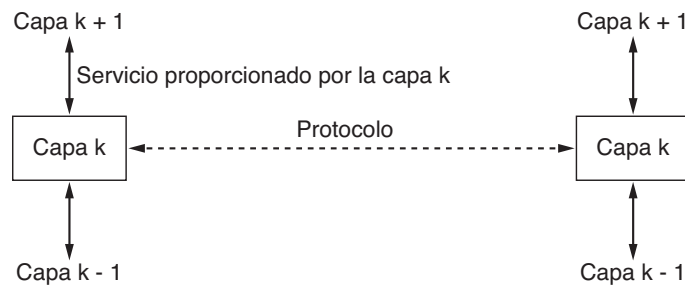 Capa k + 1
Capa k + 1
Servicio proporcionado por la capa k
Protocolo
Capa k
Capa k
Capa k - 1
Capa k - 1